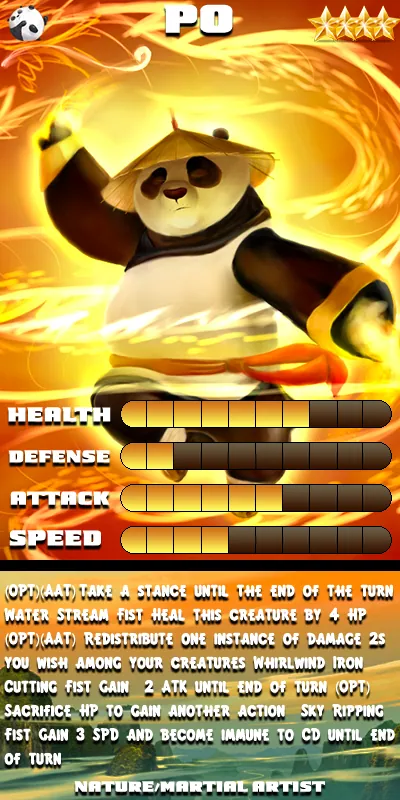 PO
HEALTH
DEFENSE
ATTACK
SPEED
(OPT)(AAT) TAKE A STANCE UNTIL THE END OF THE TURN
WATER STREAM FIST HEAL THIS CREATURE BY 4 HP
(OPT)(AAT) REDISTRIBUTE ONE INSTANCE OF DAMAGE 2S
YOU WISH AMONG YOUR CREATURES WHIRLWIND IRON
CUTTING FIST GAIN 2 ATK UNTIL END OF TURN (OPT)
SACRIFICE HP TO GAIN ANOTHER ACTION SKY RIPPING
FIST GAIN 3 SPD AND BECOME IMMUNE TO CD UNTIL END
OF TURN
NATURE/MARTIAL ARTIST